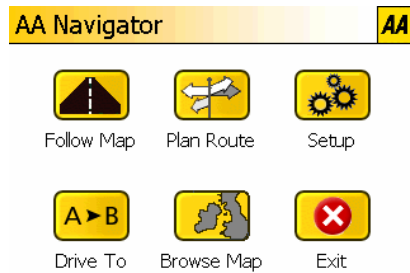 AA Navigator AA
Follow Map Plan Route Setup
A B
Drive To Browse Map Exit